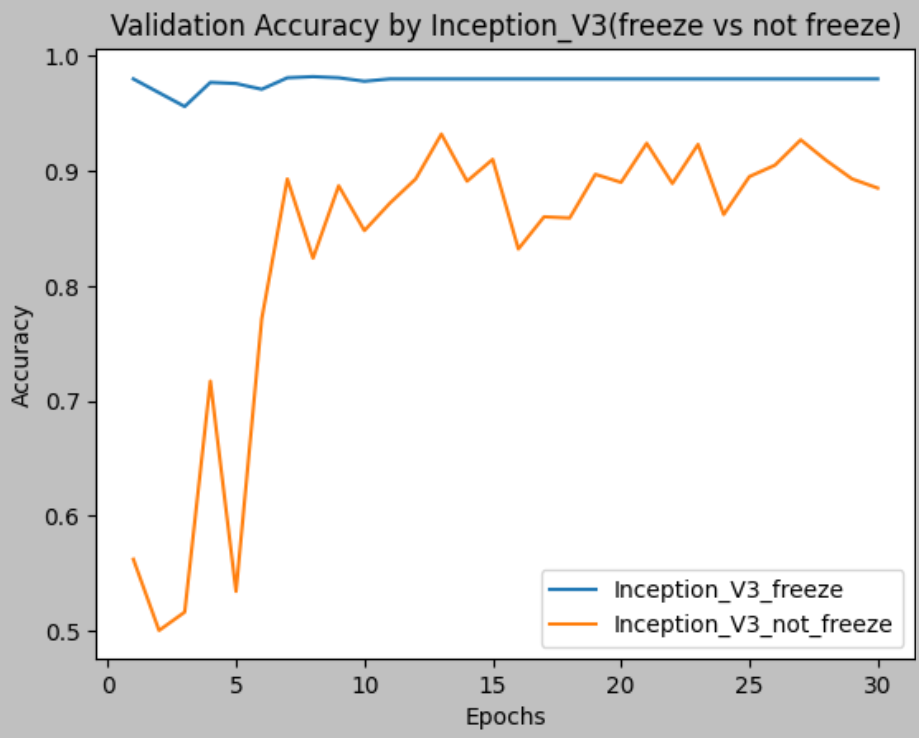 Validation Accuracy by Inception_V3(freeze vs not freeze)
1.0
0.9
0.8
0.7
0.6
0.5
Accuracy
Inception_V3_freeze
Inception_V3_not_freeze
0 5 10 15 20 25 30
Epochs